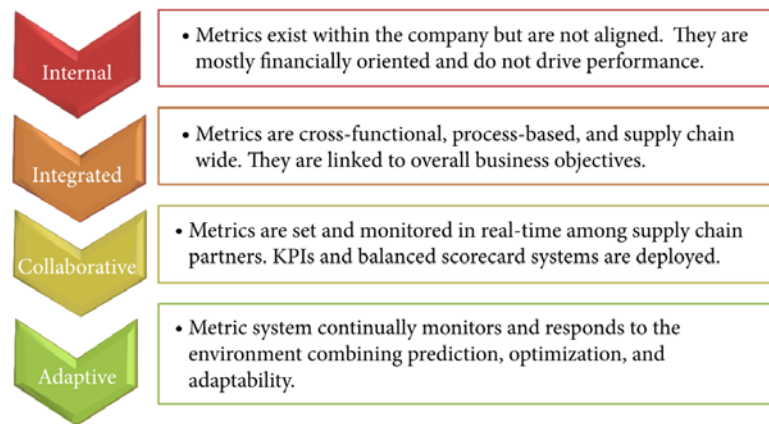 Internal
• Metrics exist within the company but are not aligned. They are
mostly financially oriented and do not drive performance.
Integrated
• Metrics are cross-functional, process-based, and supply chain
wide. They are linked to overall business objectives.
Collaborative
• Metrics are set and monitored in real-time among supply chain
partners. KPIs and balanced scorecard systems are deployed.
Adaptive
• Metric system continually monitors and responds to the
environment combining prediction, optimization, and
adaptability.